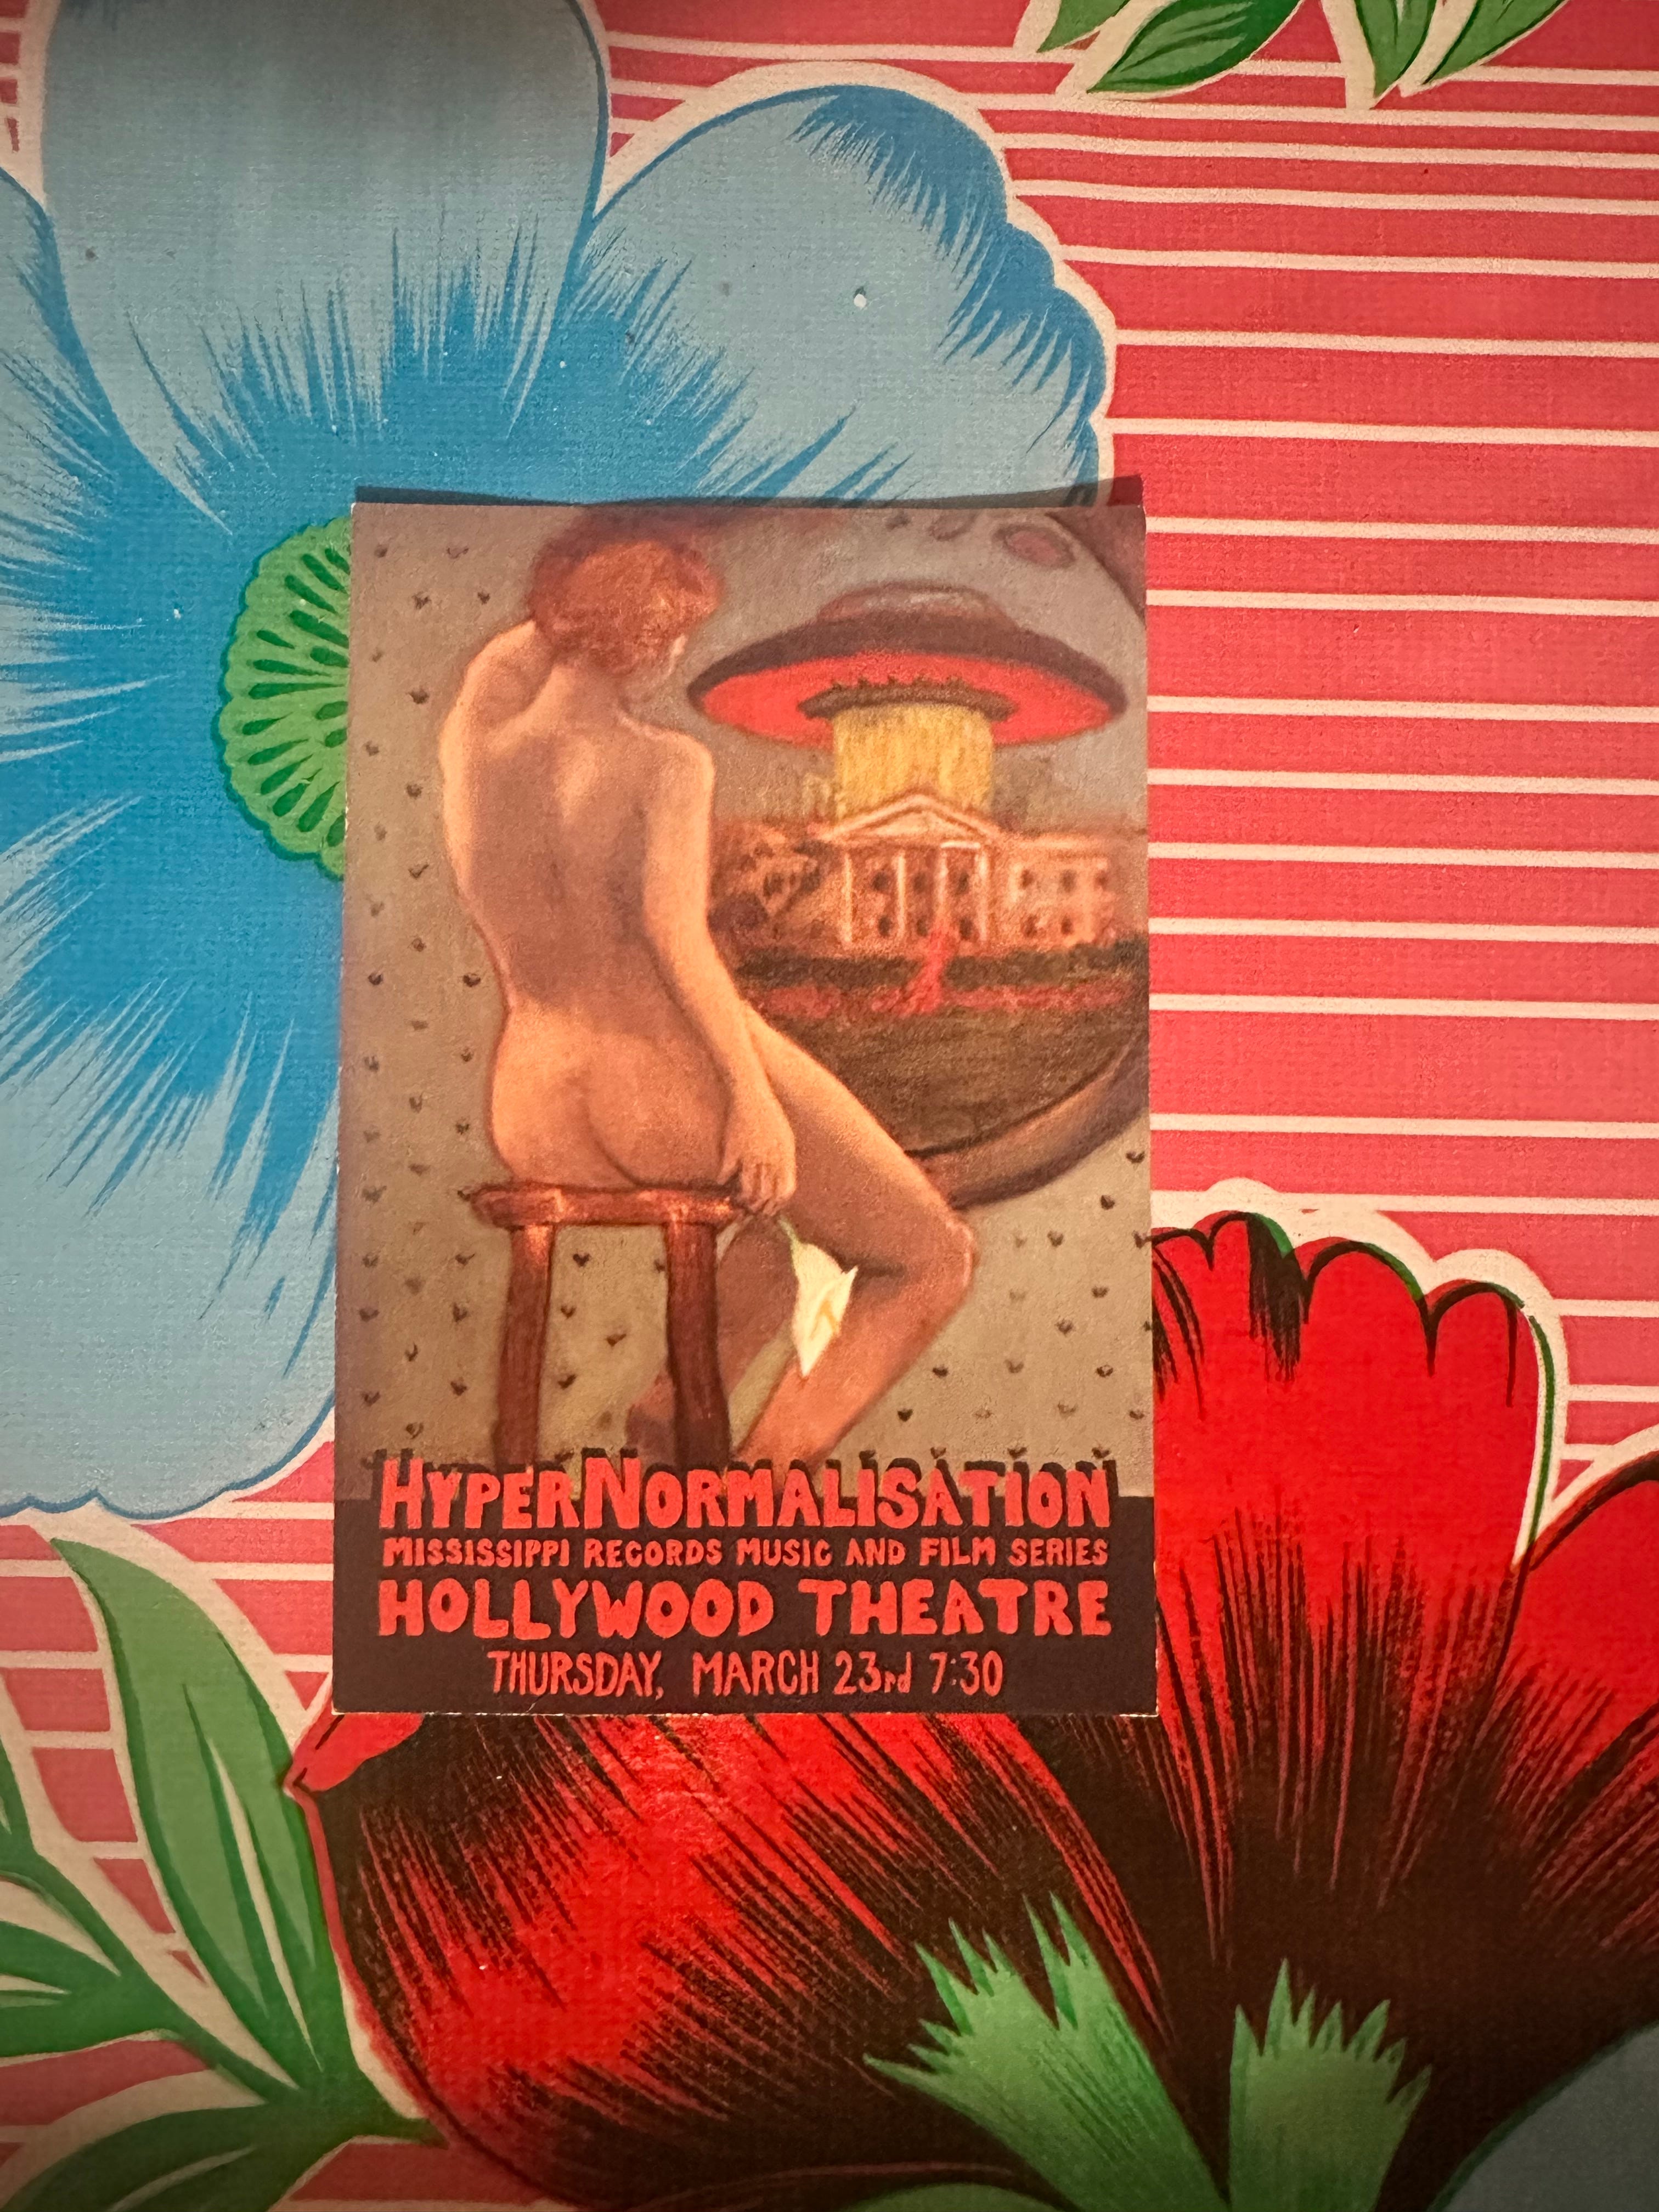 HYPERNORMALISATION
MISSISSIPPI RECORDS MUSIC AND FILM SERIES
HOLLYWOOD THEATRE
THURSDAY, MARCH 23rd 7:30